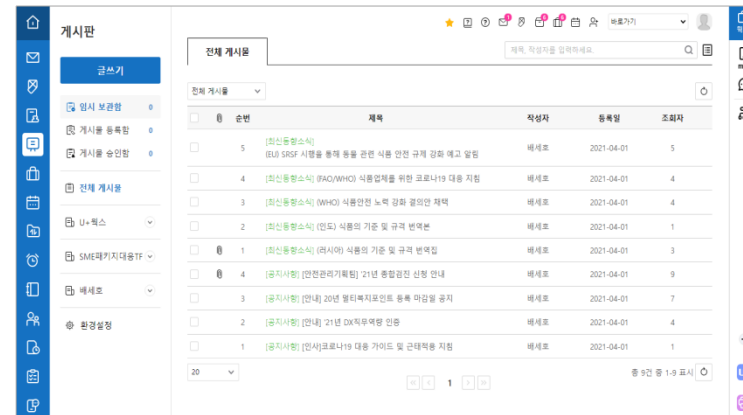 게시판
글쓰기
임시 보관함 0
게시물 등록함 0
게시물 승인함 0
전체 게시물
U+웍스
SME패키지대응TF
배세호
환경설정
바로가기
전체 게시물
제목, 작성자를 입력하세요.
전체 게시물
순번 제목 작성자 등록일 조회자
[최신동향소식]
5 (EU) SRSF 시행을 통해 동물 관련 식품 안전 규제 강화 예고 알림 배세호 2021-04-01 5
4 [최신동향소식] (FAO/WHO) 식품업체를 위한 코로나19 대응 지침 배세호 2021-04-01 4
3 [최신동향소식] (WHO) 식품안전 노력 강화 결의안 채택 배세호 2021-04-01 4
2 [최신동향소식] (인도) 식품의 기준 및 규격 번역본 배세호 2021-04-01 1
1 [최신동향소식] (러시아) 식품의 기준 및 규격 번역집 배세호 2021-04-01 3
4 [공지사항] [안전관리기획팀] '21년 종합검진 신청 안내 배세호 2021-04-01 9
3 [공지사항] [안내] 20년 멀티복지포인트 등록 마감일 공지 배세호 2021-04-01 7
2 [공지사항] [안내] '21년 DX직무역량 인증 배세호 2021-04-01 4
1 [공지사항] [인사]코로나19 대응 가이드 및 근태적용 지침 배세호 2021-04-01 1
20
1
총 9건 중 1-9 표시